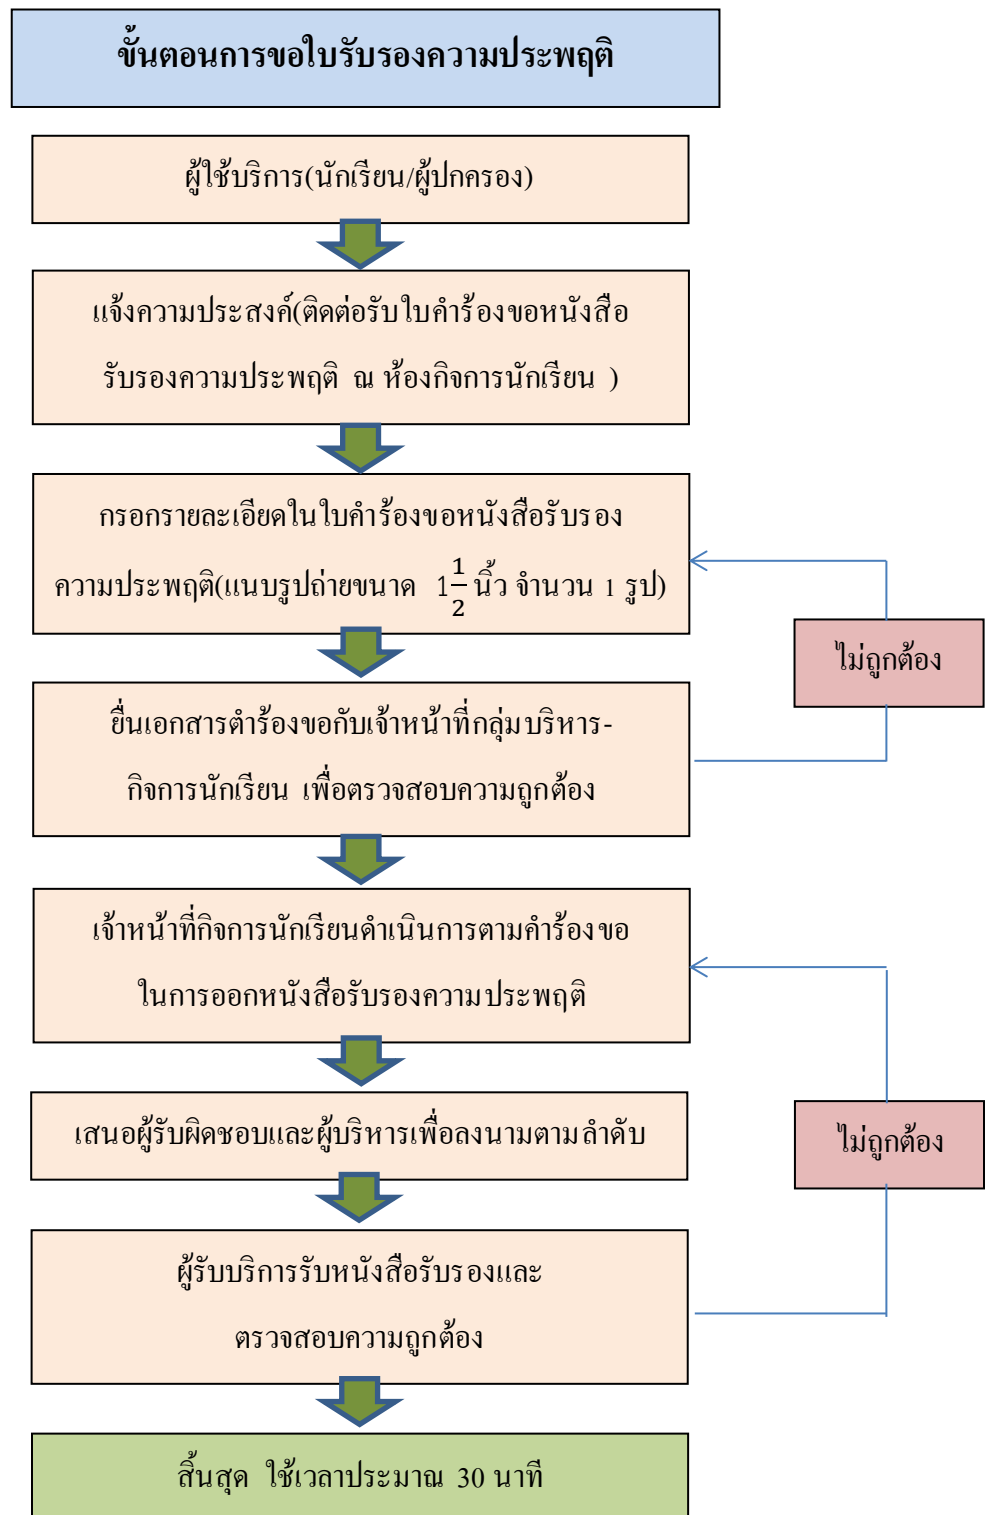 ขั้นตอนการขอใบรับรองความประพฤติ
ผู้ใช้บริการ(นักเรียน/ผู้ปกครอง)
แจ้งความประสงค์(ติดต่อรับใบคำร้องขอหนังสือ
รับรองความประพฤติ ณ ห้องกิจการนักเรียน )
กรอกรายละเอียดในใบคำร้องขอหนังสือรับรอง
ความประพฤติ(แนบรูปถ่ายขนาด 1 1/2 นิ้ว จำนวน 1 รูป)
ไม่ถูกต้อง
ยื่นเอกสารตำร้องขอกับเจ้าหน้าที่กลุ่มบริหาร-
กิจการนักเรียน เพื่อตรวจสอบความถูกต้อง
เจ้าหน้าที่กิจการนักเรียนดำเนินการตามคำร้องขอ
ในการออกหนังสือรับรองความประพฤติ
เสนอผู้รับผิดชอบและผู้บริหารเพื่อลงนามตามลำดับ
ไม่ถูกต้อง
ผู้รับบริการรับหนังสือรับรองและ
ตรวจสอบความถูกต้อง
สิ้นสุด ใช้เวลาประมาณ 30 นาที